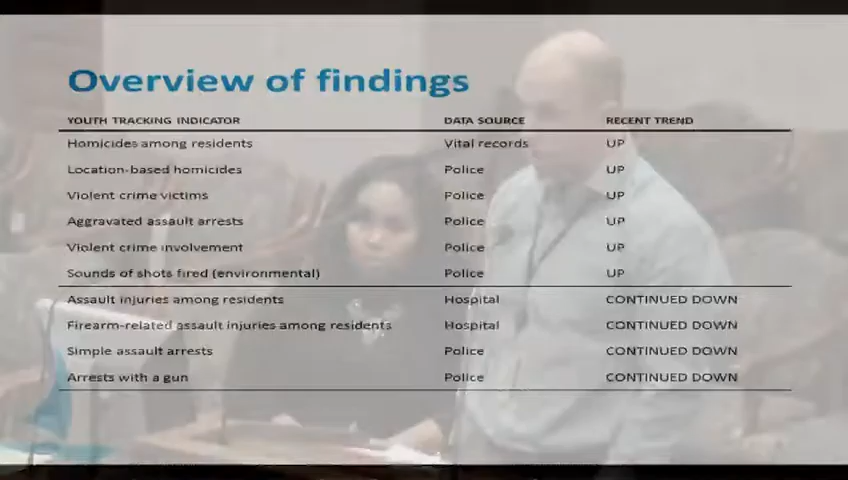 Overview of findings
YOUTH TRACKING INDICATOR DATA SOURCE RECENT TREND
Homicides among residents Vital records UP
Location-based homicides Police UP
Violent crime victims Police UP
Aggravated assault arrests Police UP
Violent crime involvement Police UP
Sounds of shots fired (environmental) Police UP
Assault injuries among residents Hospital CONTINUED DOWN
Firearm-related assault injuries among residents Hospital CONTINUED DOWN
Simple assault arrests Police CONTINUED DOWN
Arrests with a gun Police CONTINUED DOWN